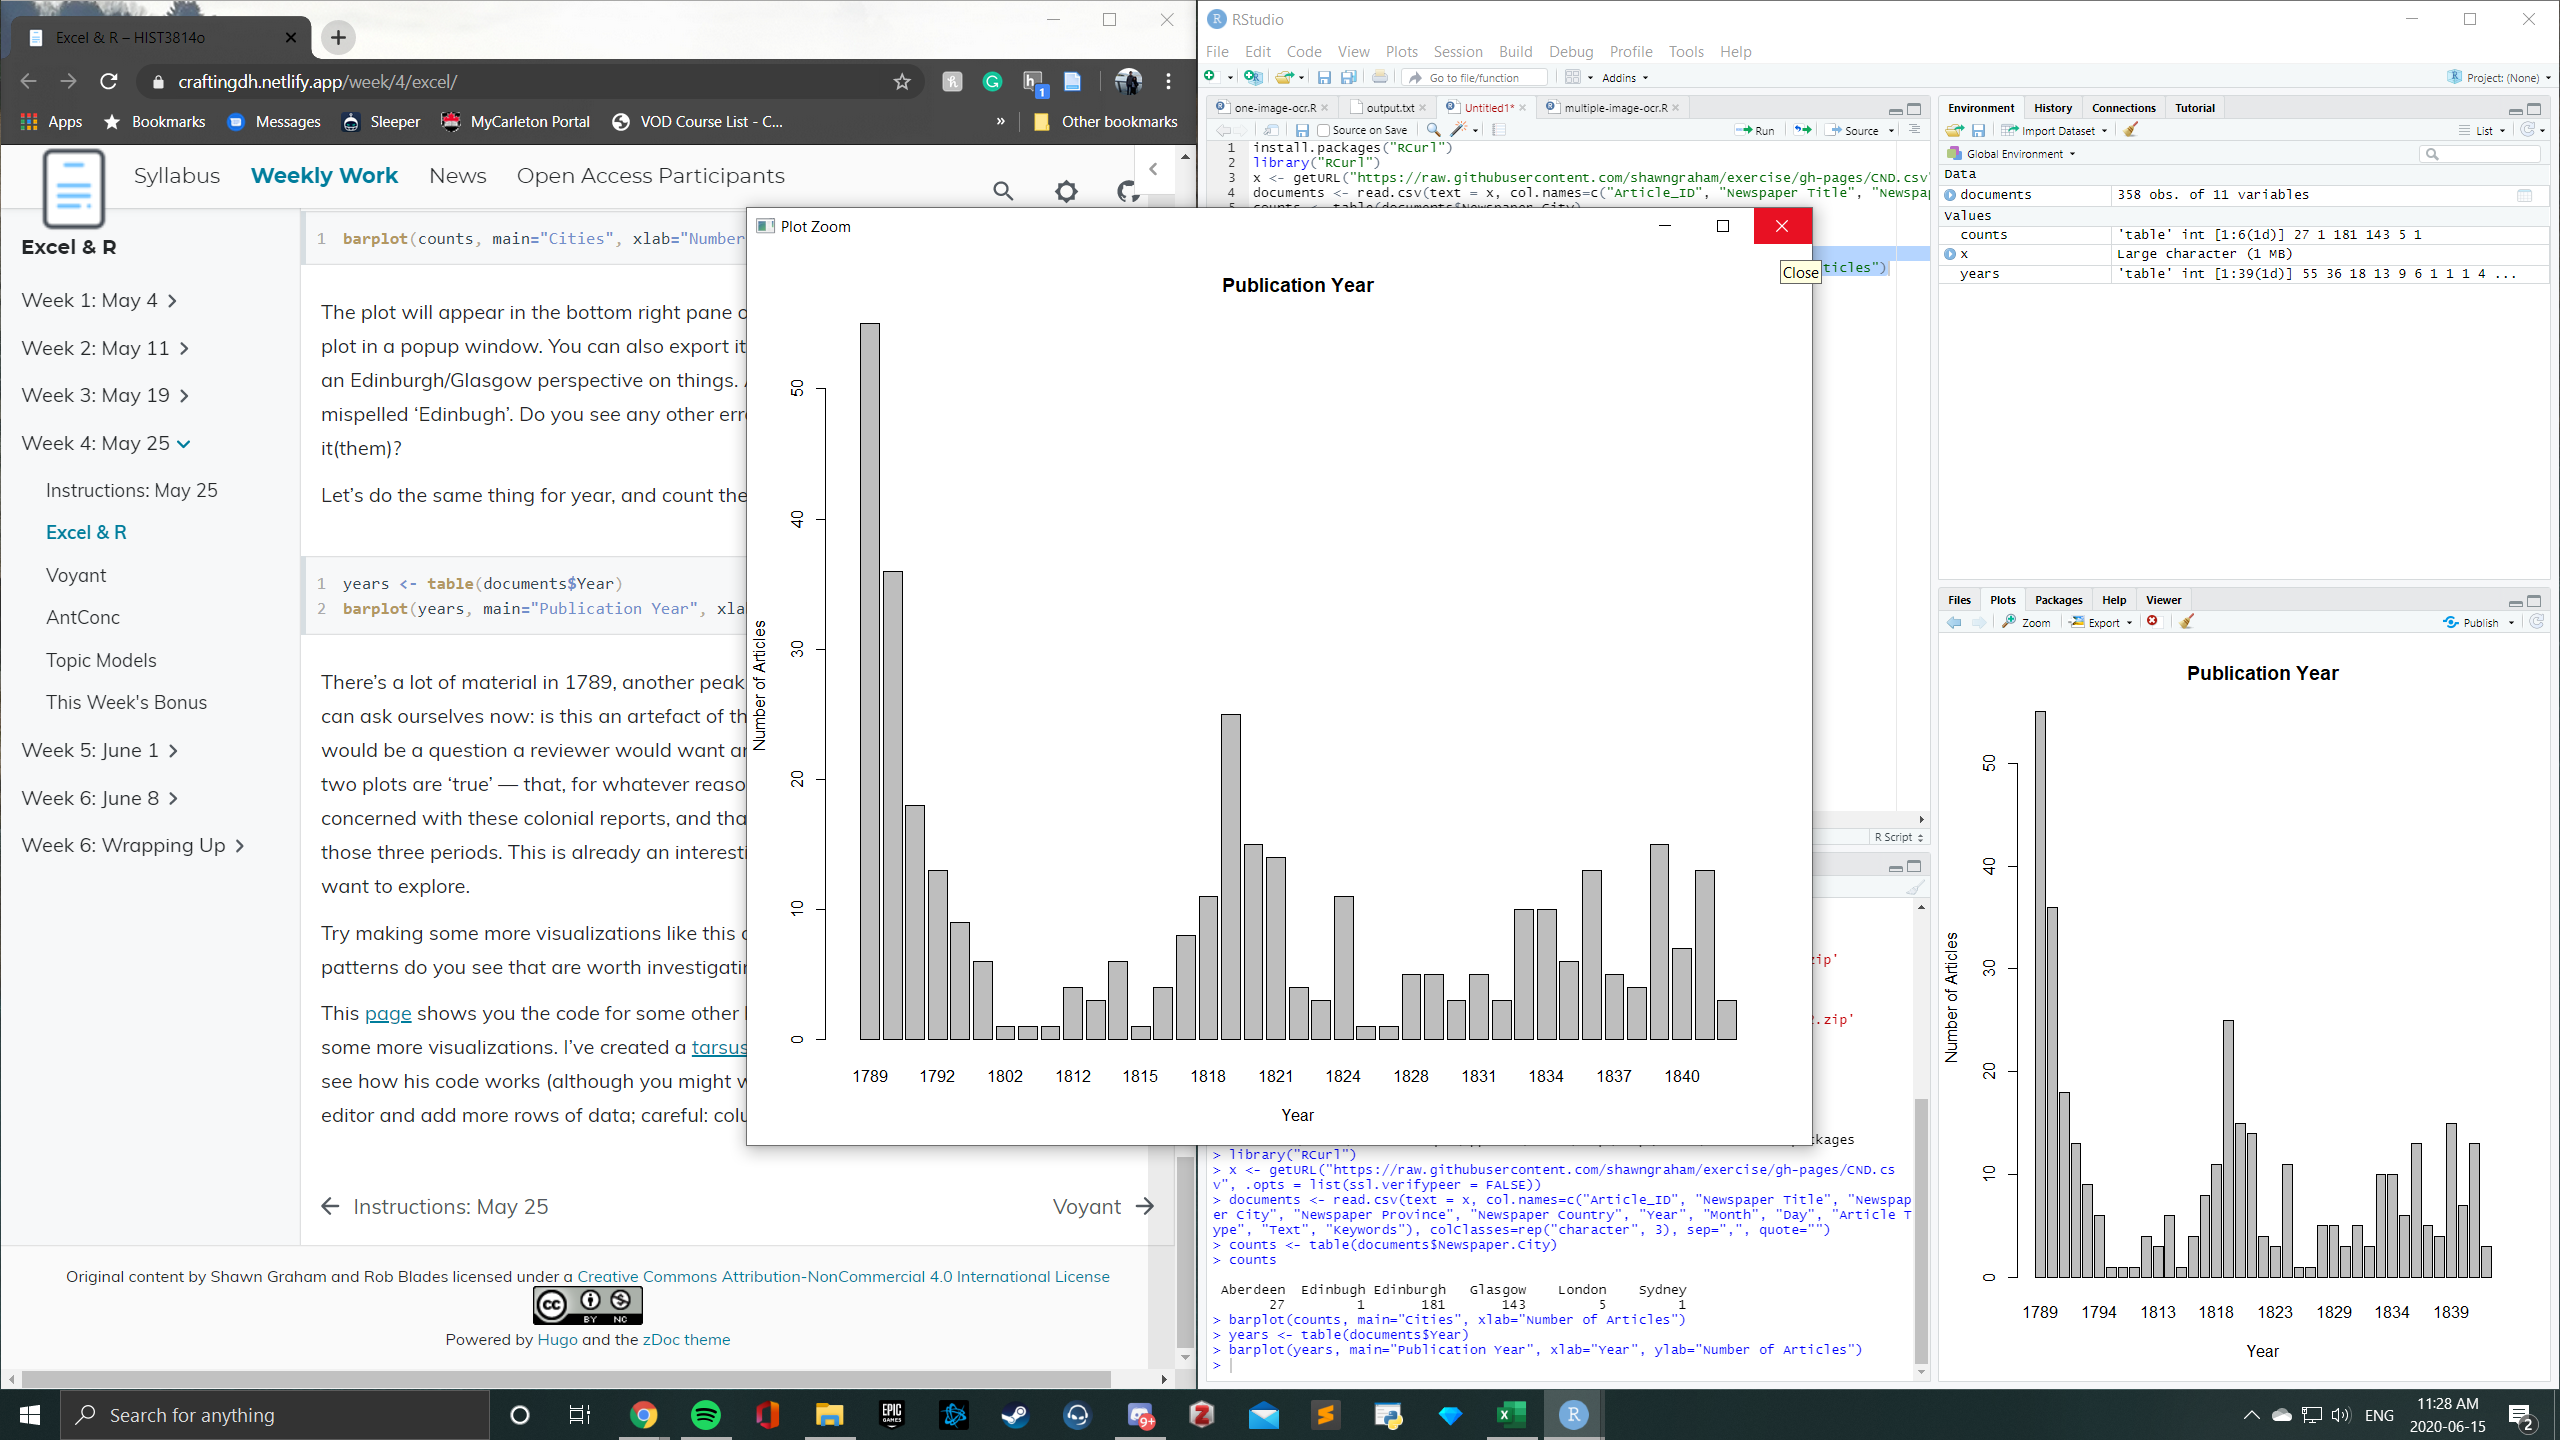 Excel & R – HIST3814o
craftingdh.netlify.app/week/4/excel/
Apps Bookmarks Messages Sleeper MyCarleton Portal VOD Course List - C... » Other bookmarks
Syllabus Weekly Work News Open Access Participants
Excel & R
Week 1: May 4
Week 2: May 11
Week 3: May 19
Week 4: May 25
Instructions: May 25
Excel & R
Voyant
AntConc
Topic Models
This Week's Bonus
Week 5: June 1
Week 6: June 8
Week 6: Wrapping Up
1 barplot(counts, main="Cities", xlab="Number
The plot will appear in the bottom right pane
plot in a popup window. You can also export it
an Edinburgh/Glasgow perspective on things.
mispelled ‘Edinbugh’. Do you see any other
it(them)?
Let’s do the same thing for year, and count the
1 years <- table(documents$Year)
2 barplot(years, main="Publication Year", xla
There’s a lot of material in 1789, another peak
can ask ourselves now: is this an artefact of
would be a question a reviewer would want
two plots are ‘true’ — that, for whatever
concerned with these colonial reports, and
those three periods. This is already an
want to explore.
Try making some more visualizations like this
patterns do you see that are worth
This page shows you the code for some other
some more visualizations. I’ve created a tarsus
see how his code works (although you might
editor and add more rows of data; careful:
Instructions: May 25
Voyant
Original content by Shawn Graham and Rob Blades licensed under a Creative Commons Attribution-NonCommercial 4.0 International License
cc BY NC
Powered by Hugo and the zDoc theme
Plot Zoom
Close
Publication Year
Number of Articles
50
40
30
20
10
0
1789 1792 1802 1812 1815 1818 1821 1824 1828 1831 1834 1837 1840
Year
RStudio
File Edit Code View Plots Session Build Debug Profile Tools Help
Go to file/function Addins Project: (None)
one-image-ocr.R output.txt Untitled1* multiple-image-ocr.R
Source on Save Run Source
1 install.packages("RCurl")
2 library("RCurl")
3 x <- getURL("https://raw.githubusercontent.com/shawngraham/exercise/gh-pages/CND.csv"
4 documents <- read.csv(text = x, col.names=c("Article_ID", "Newspaper Title", "Newspap
ticles")
R Script
zip'
.zip'
ckages
> library("RCurl")
> x <- getURL("https://raw.githubusercontent.com/shawngraham/exercise/gh-pages/CND.cs
v", .opts = list(ssl.verifypeer = FALSE))
> documents <- read.csv(text = x, col.names=c("Article_ID", "Newspaper Title", "Newspap
er City", "Newspaper Province", "Newspaper Country", "Year", "Month", "Day", "Article T
ype", "Text", "Keywords"), colClasses=rep("character", 3), sep=",", quote="")
> counts <- table(documents$Newspaper.City)
> counts
Aberdeen Edinbugh Edinburgh Glasgow London Sydney
27 1 181 143 5 1
> barplot(counts, main="Cities", xlab="Number of Articles")
> years <- table(documents$Year)
> barplot(years, main="Publication Year", xlab="Year", ylab="Number of Articles")
>
Environment History Connections Tutorial
Import Dataset List
Global Environment
Data
documents 358 obs. of 11 variables
Values
counts 'table' int [1:6(1d)] 27 1 181 143 5 1
x Large character (1 MB)
years 'table' int [1:39(1d)] 55 36 18 13 9 6 1 1 1 4 ...
Files Plots Packages Help Viewer
Zoom Export Publish
Publication Year
Number of Articles
50
40
30
20
10
0
1789 1794 1813 1818 1823 1829 1834 1839
Year
Search for anything
EPIC GAMES
9+
ENG
11:28 AM
2020-06-15
2